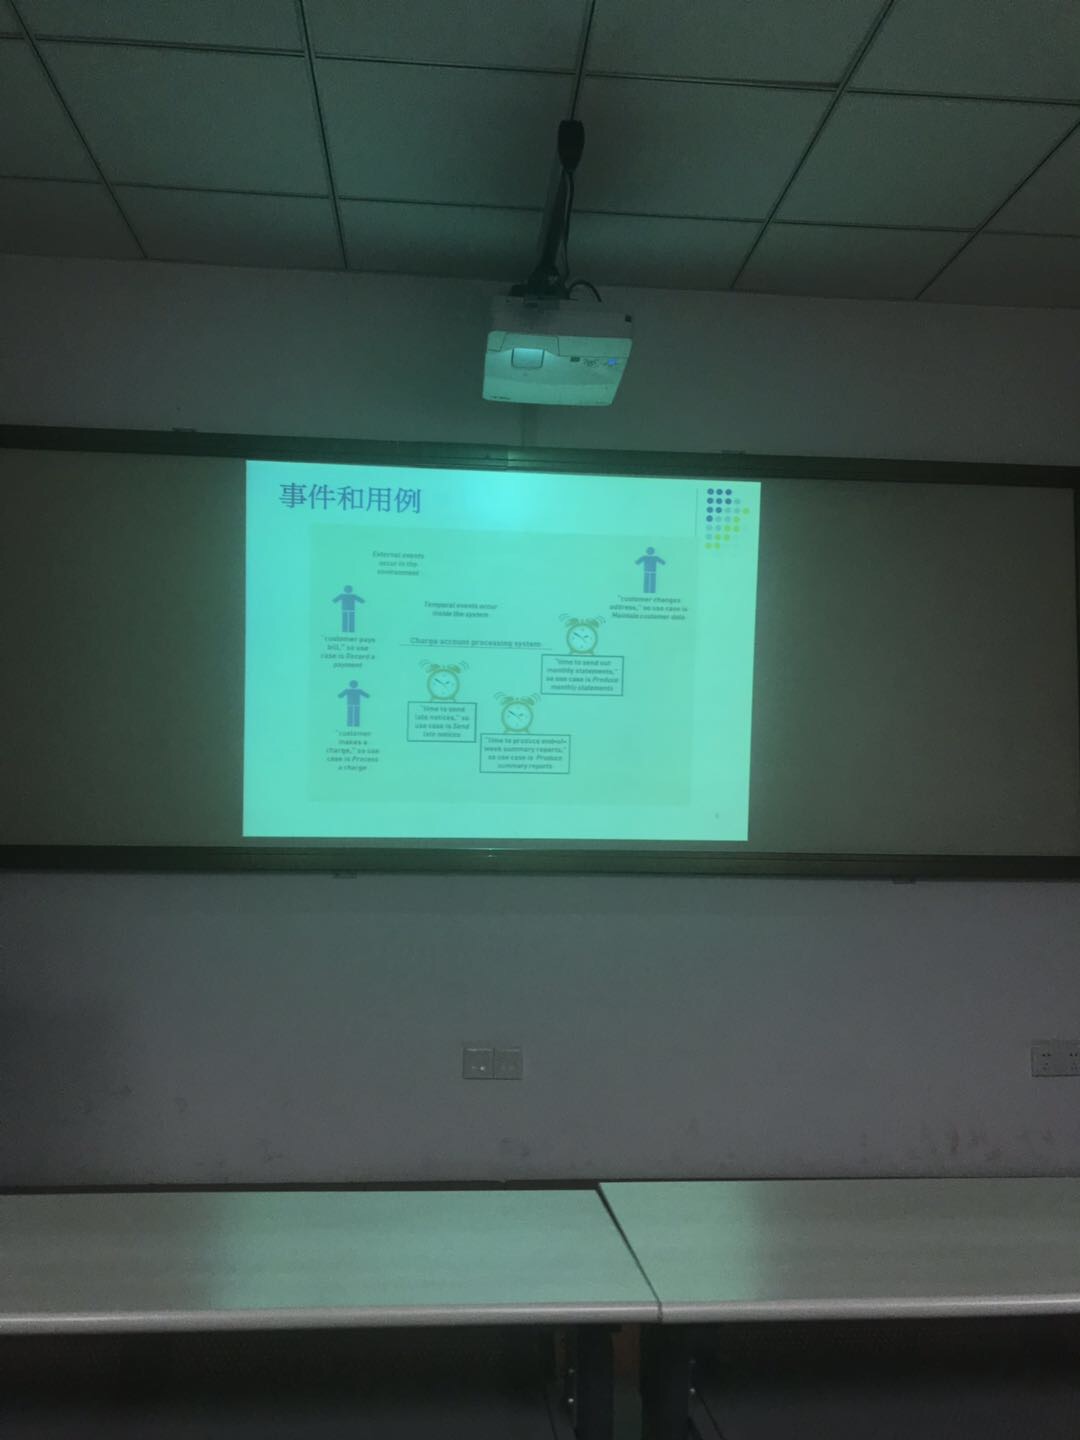 事件和用例
External events
occur in the
environment
"customer changes
address," so use case is
Maintain customer data
Temporal events occur
inside the system
"customer pays
bill," so use
case is Record a
payment
Charge account processing system
"time to send out
monthly statements,"
so use case is Produce
monthly statements
"time to send
late notices," so
use case is Send
late notices
"customer
makes a
charge," so use
case is Process
a charge
"time to produce end-of-
week summary reports,"
so use case is Produce
summary reports